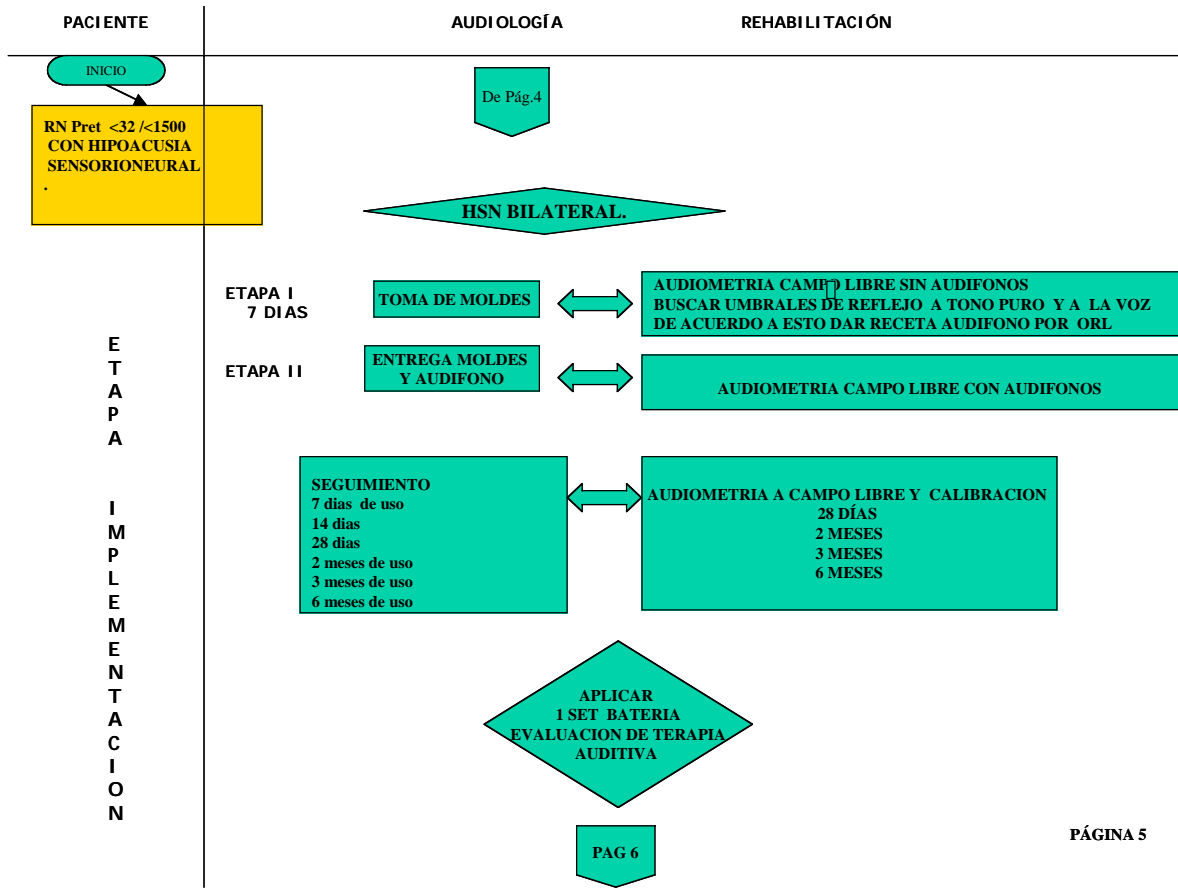 PACIENTE
AUDIOLOGÍA
REHABILITACIÓN
INICIO
De Pág.4
RN Pret <32 /<1500
CON HIPOACUSIA
SENSORIONEURAL
.
HSN BILATERAL.
ETAPA I
7 DIAS
TOMA DE MOLDES
AUDIOMETRIA CAMPO LIBRE SIN AUDIFONOS
BUSCAR UMBRALES DE REFLEJO A TONO PURO Y A LA VOZ
DE ACUERDO A ESTO DAR RECETA AUDIFONO POR ORL
ETAPA II
ENTREGA MOLDES
Y AUDIFONO
AUDIOMETRIA CAMPO LIBRE CON AUDIFONOS
ETAPA IMPLEMENTACION
SEGUIMIENTO
7 dias de uso
14 dias
28 dias
2 meses de uso
3 meses de uso
6 meses de uso
AUDIOMETRIA A CAMPO LIBRE Y CALIBRACION
28 DÍAS
2 MESES
3 MESES
6 MESES
APLICAR
1 SET BATERIA
EVALUACION DE TERAPIA
AUDITIVA
PAG 6
PÁGINA 5